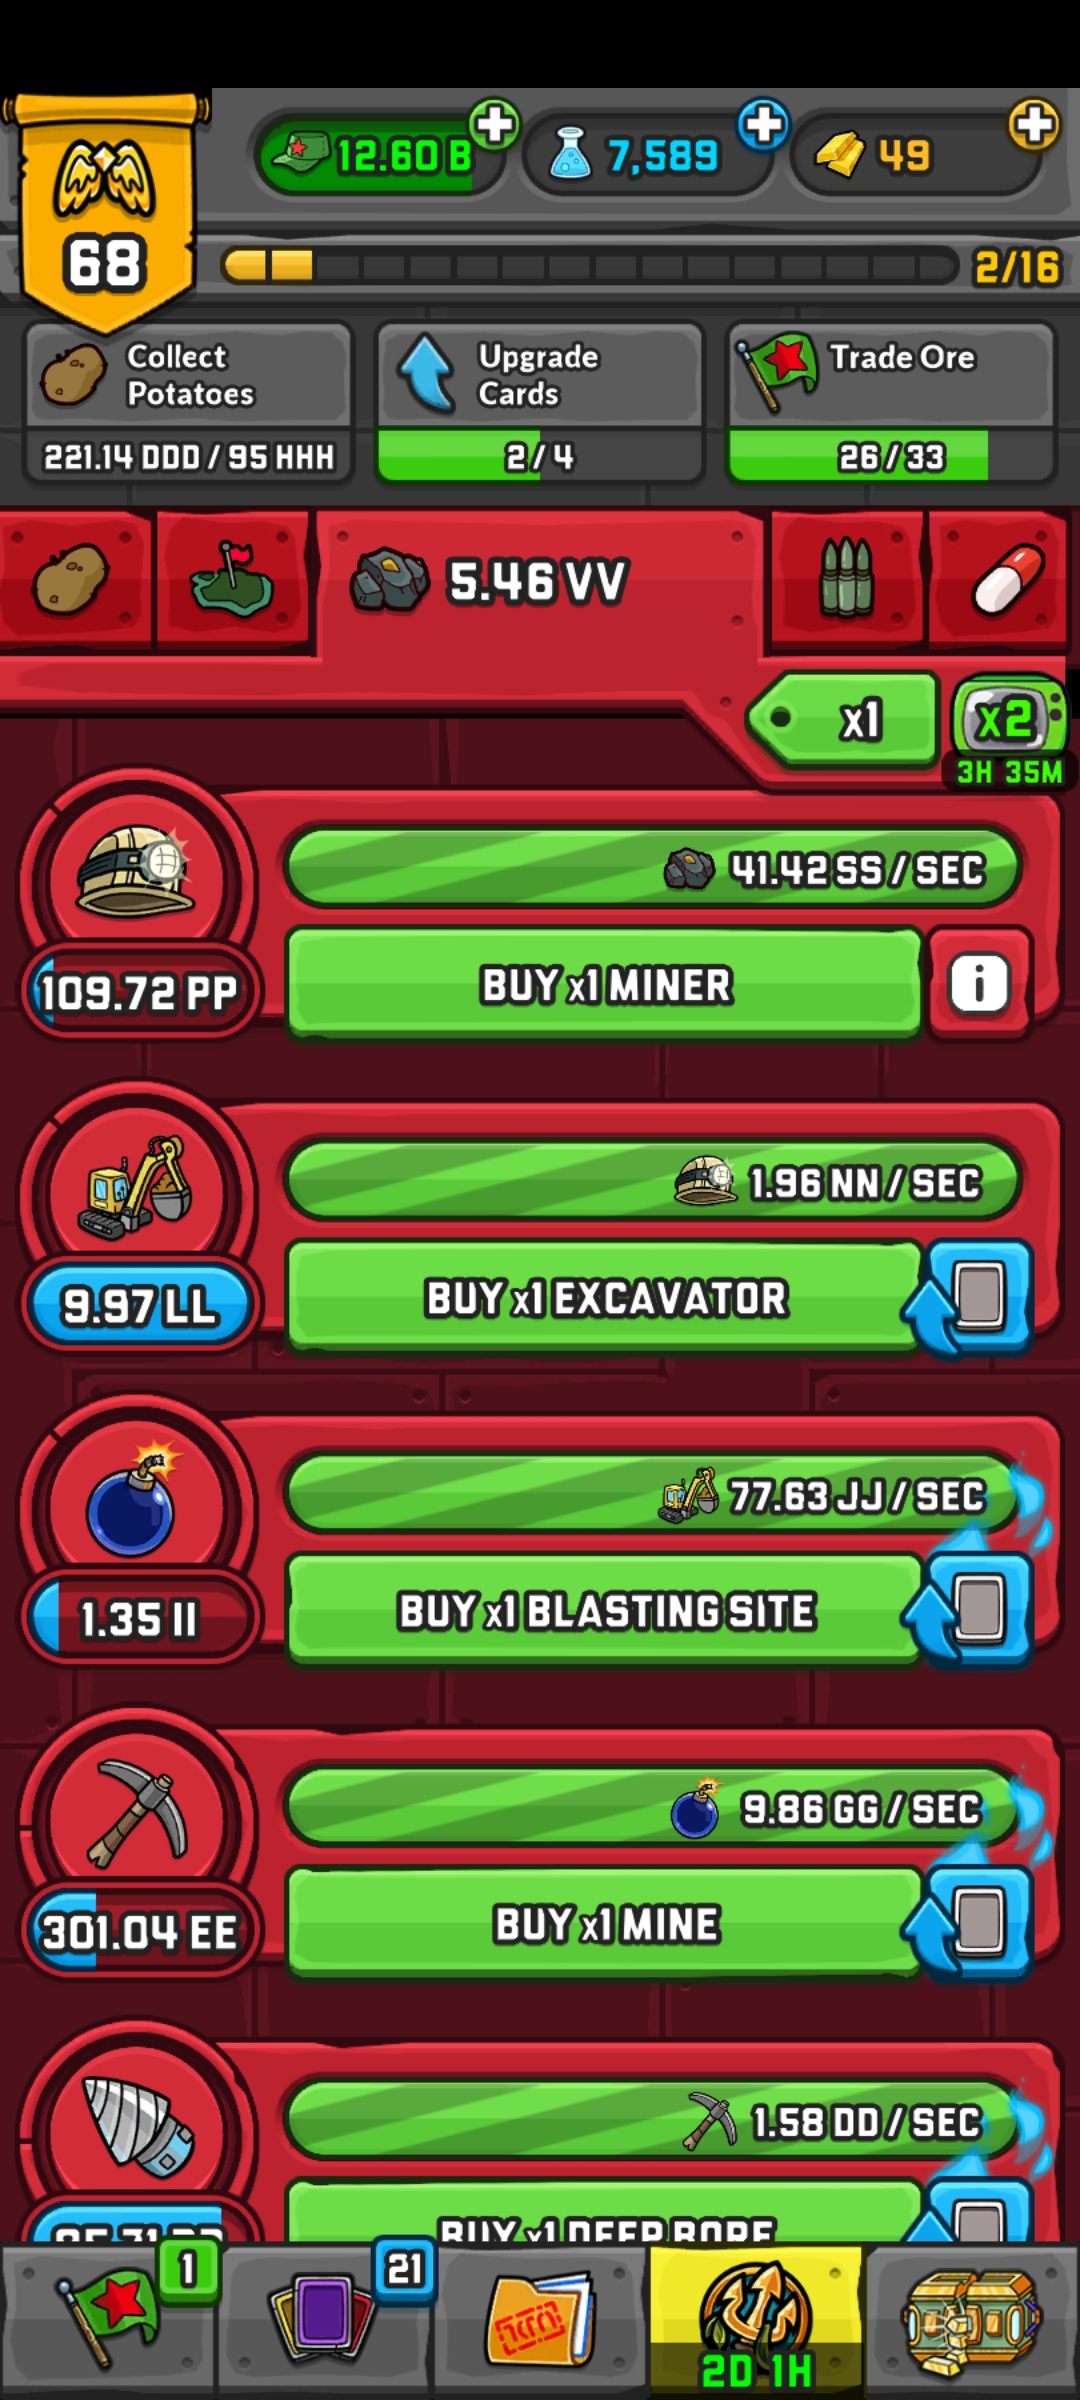 12.60 B
7,589
49
68
2/16
Collect
Potatoes
221.14 DDD / 95 HHH
Upgrade
Cards
2/4
Trade Ore
26/33
5.46 VV
x1
x2
3H 35M
41.42 SS / SEC
109.72 PP
BUY x1 MINER
i
1.96 NN / SEC
9.97 LL
BUY x1 EXCAVATOR
77.63 JJ / SEC
1.35 II
BUY x1 BLASTING SITE
9.86 GG / SEC
301.04 EE
BUY x1 MINE
1.58 DD / SEC
BUY x1 DEEP BORE
1
21
2D 1H